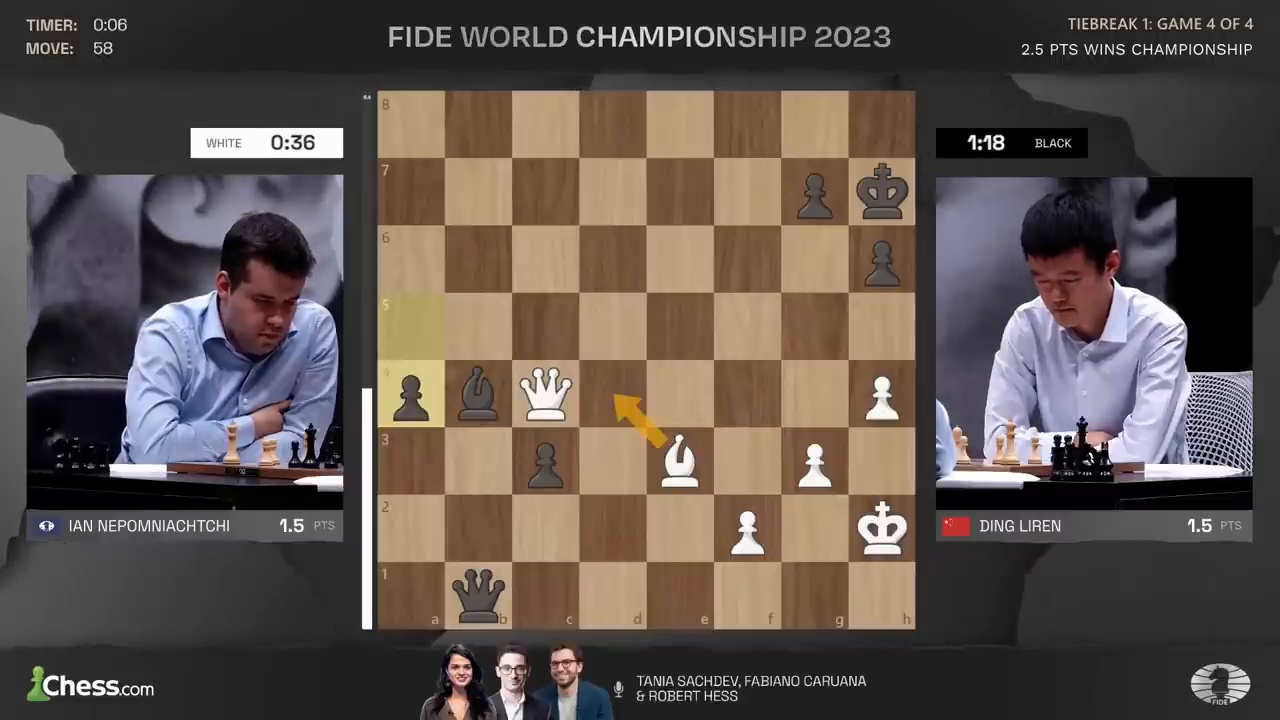 TIMER: 0:06
MOVE: 58
FIDE WORLD CHAMPIONSHIP 2023
TIEBREAK 1: GAME 4 OF 4
2.5 PTS WINS CHAMPIONSHIP
WHITE 0:36
1:18 BLACK
8
7
6
5
3
2
1
a b c d e f g h
IAN NEPOMNIACHTCHI 1.5 PTS
DING LIREN 1.5 PTS
Chess.com
TANIA SACHDEV, FABIANO CARUANA
& ROBERT HESS
FIDE